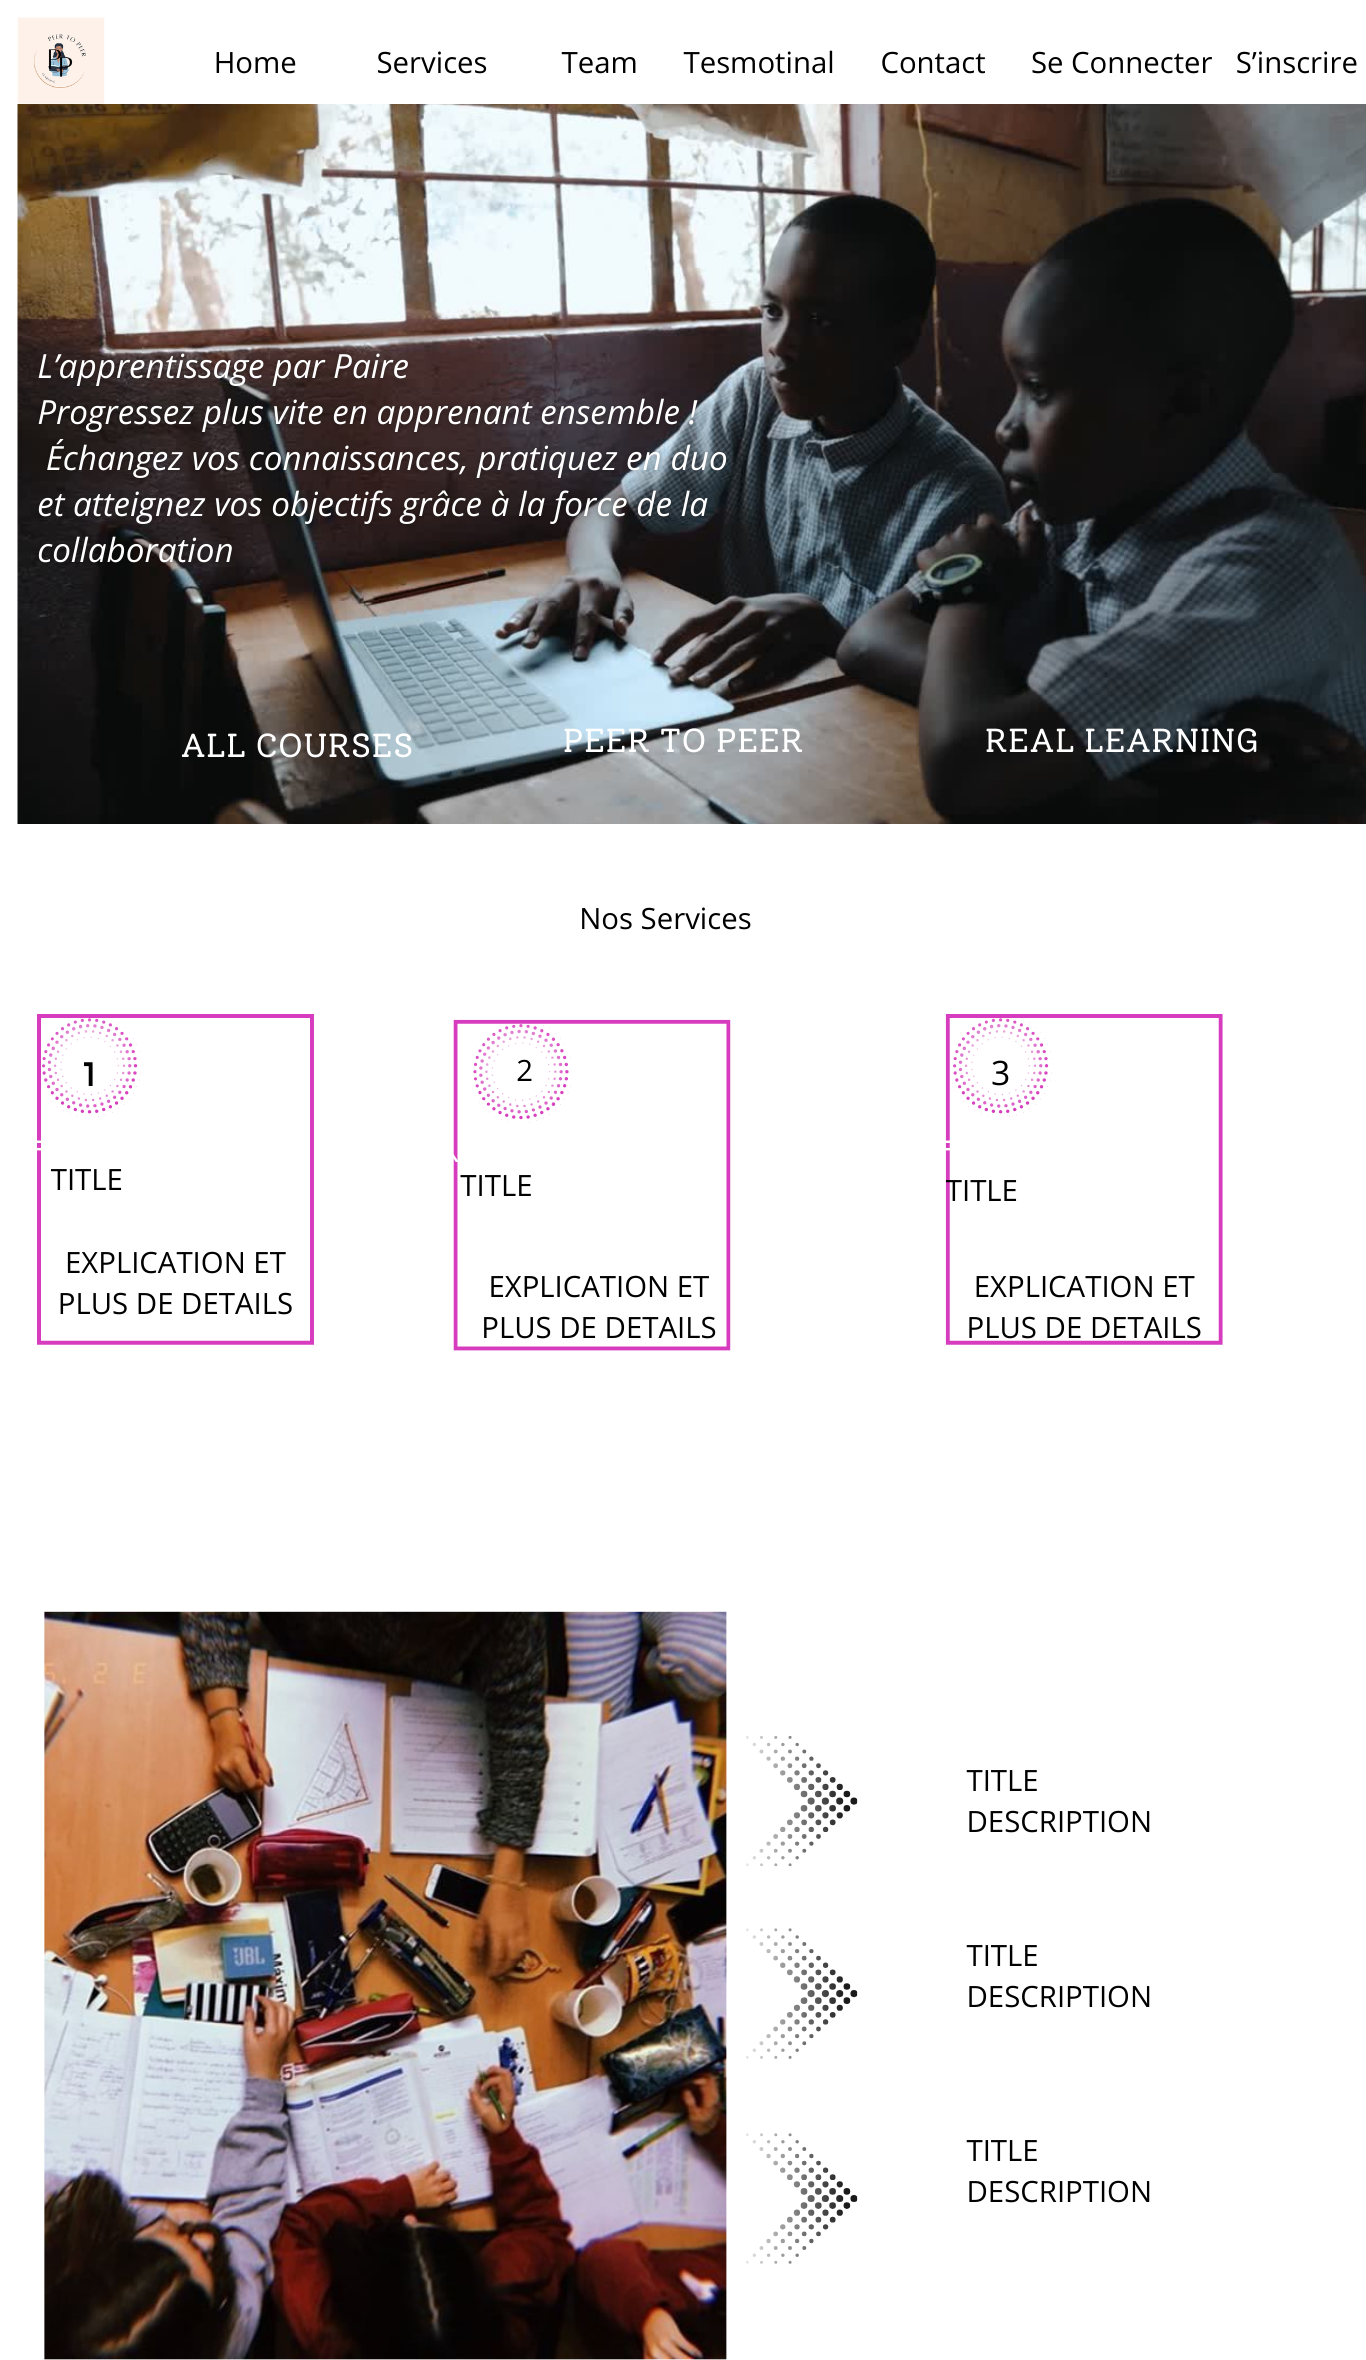 PEER TO PEER
Home Services Team Tesmotinal Contact Se Connecter S’inscrire
L’apprentissage par Paire
Progressez plus vite en apprenant ensemble !
Échangez vos connaissances, pratiquez en duo
et atteignez vos objectifs grâce à la force de la
collaboration
ALL COURSES PEER TO PEER REAL LEARNING
Nos Services
1
TITLE
EXPLICATION ET
PLUS DE DETAILS
2
TITLE
EXPLICATION ET
PLUS DE DETAILS
3
TITLE
EXPLICATION ET
PLUS DE DETAILS
JBL
TITLE
DESCRIPTION
TITLE
DESCRIPTION
TITLE
DESCRIPTION